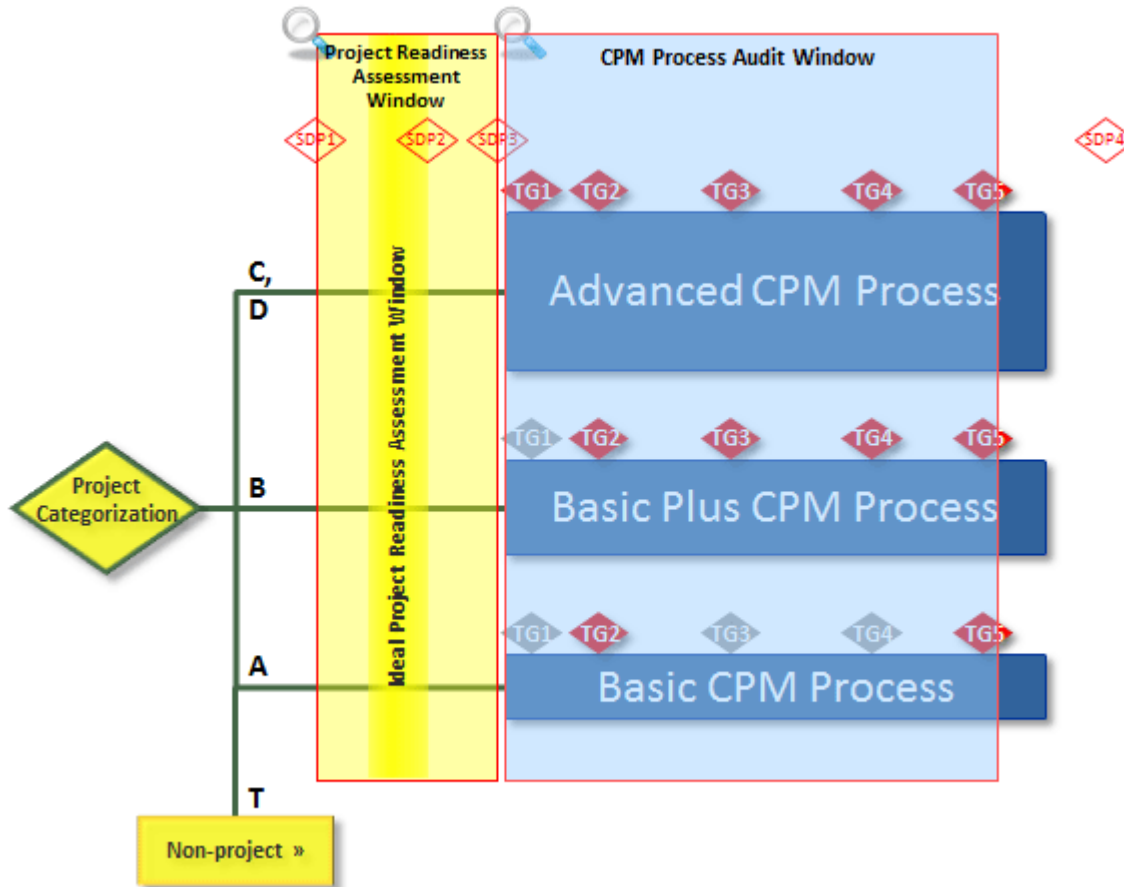 Project Readiness
Assessment
Window
CPM Process Audit Window
SDP1
SDP2
SDP3
SDP4
TG1
TG2
TG3
TG4
TG5
C,
D
Advanced CPM Process
Ideal Project Readiness Assessment Window
TG1
TG2
TG3
TG4
TG5
Project
Categorization
B
Basic Plus CPM Process
TG1
TG2
TG3
TG4
TG5
A
Basic CPM Process
T
Non-project »